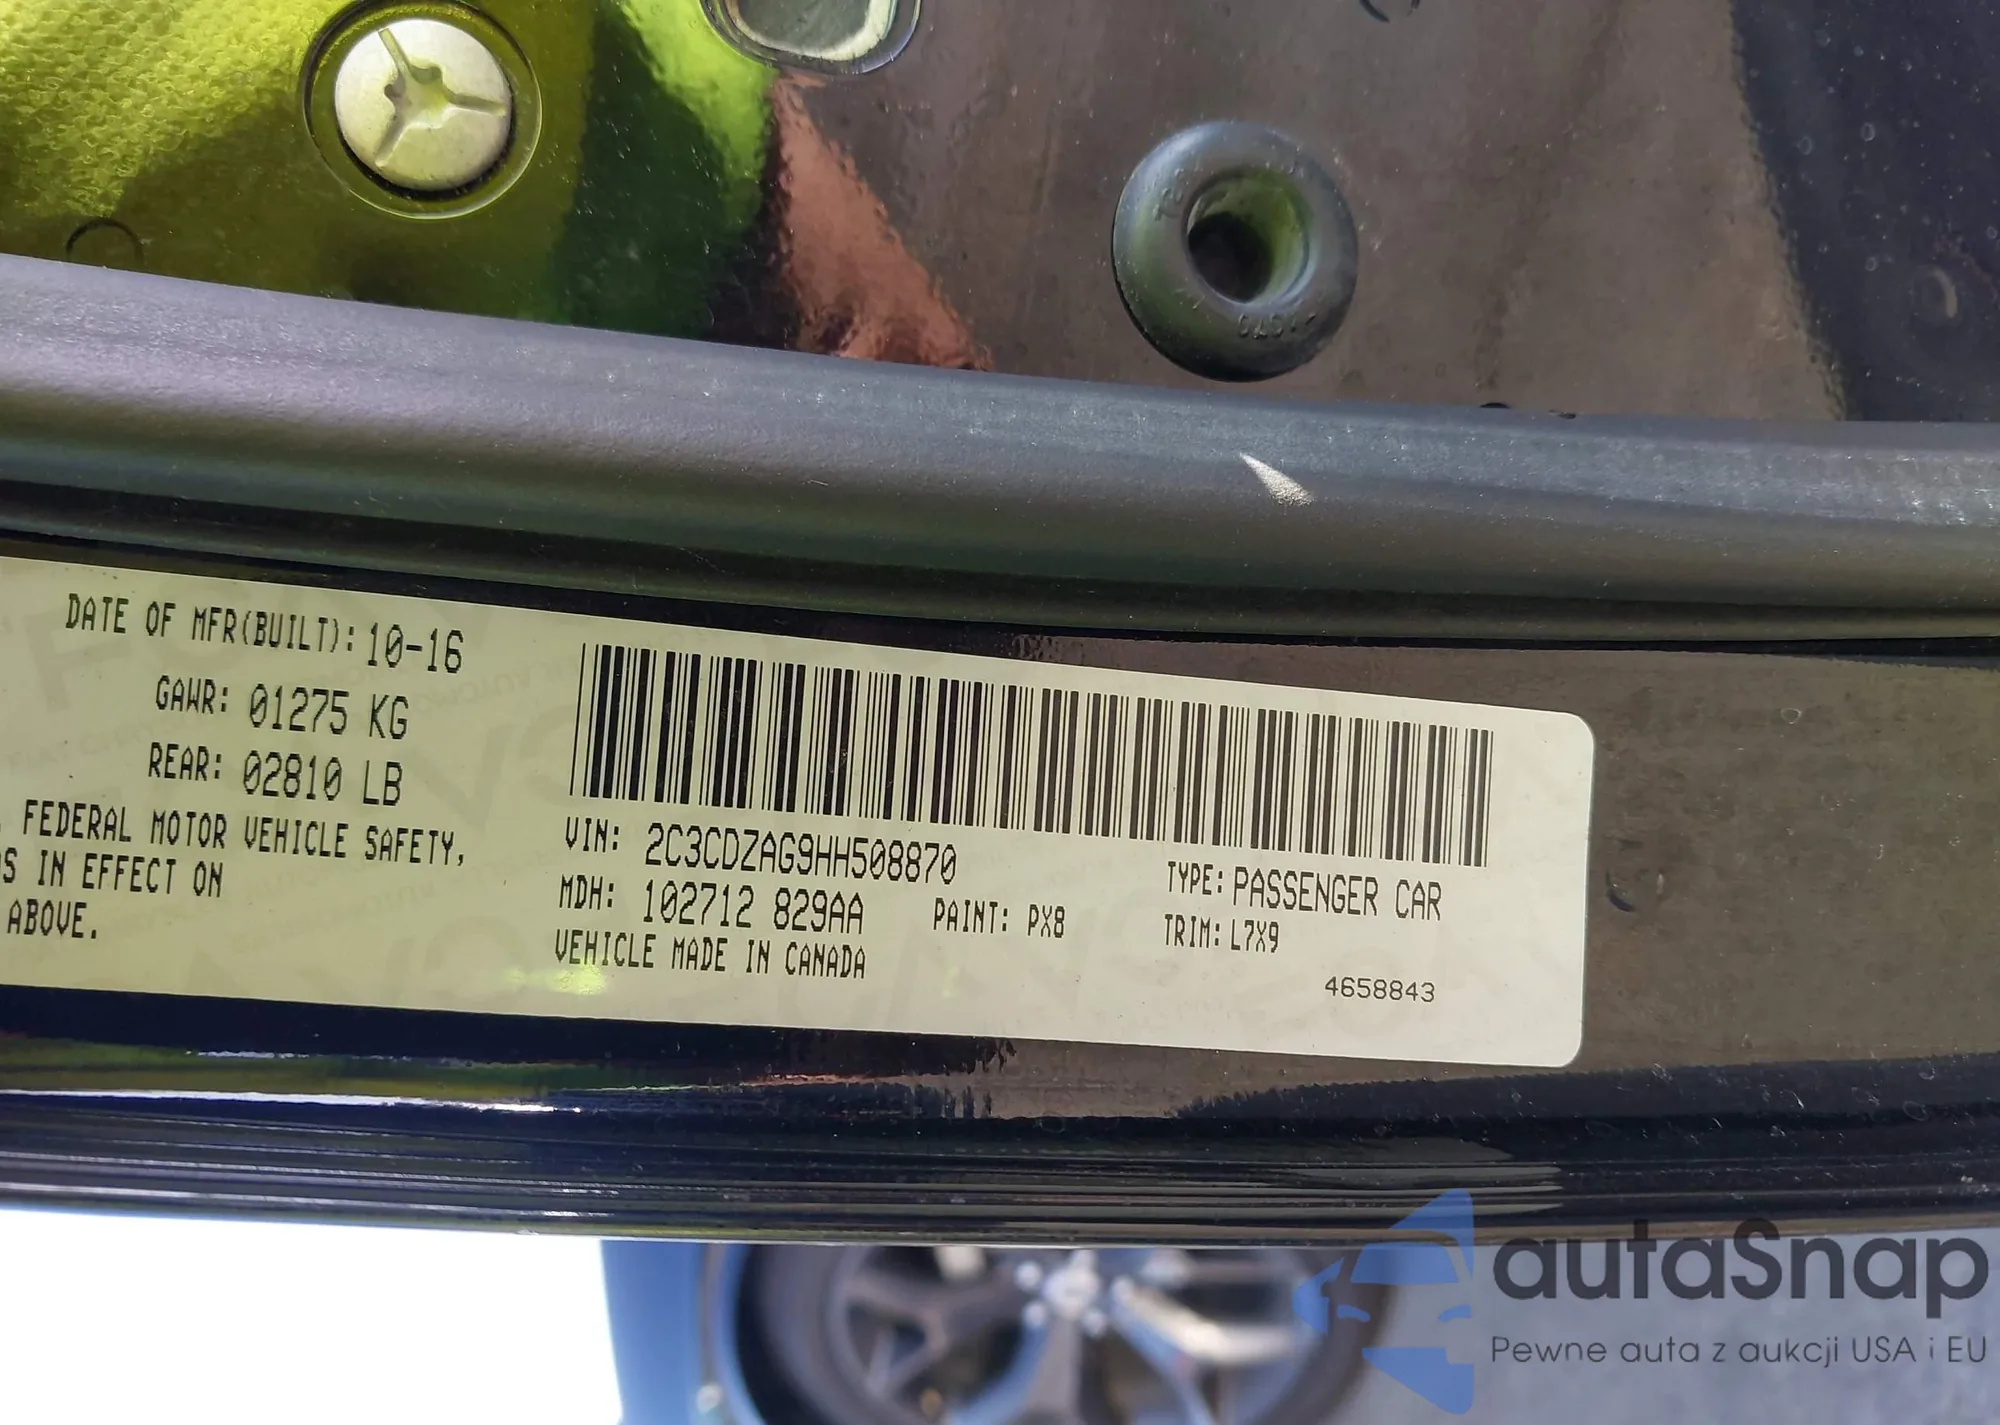 DATE OF MFR(BUILT): 10-16
GAWR: 01275 KG
REAR: 02810 LB
FEDERAL MOTOR VEHICLE SAFETY,
S IN EFFECT ON
ABOVE.
VIN: 2C3CDZAG9HH508870
TYPE: PASSENGER CAR
MDH: 102712 829AA
PAINT: PX8
TRIM: L7X9
VEHICLE MADE IN CANADA
4658843
autaSnap
Pewne auta z aukcji USA i EU